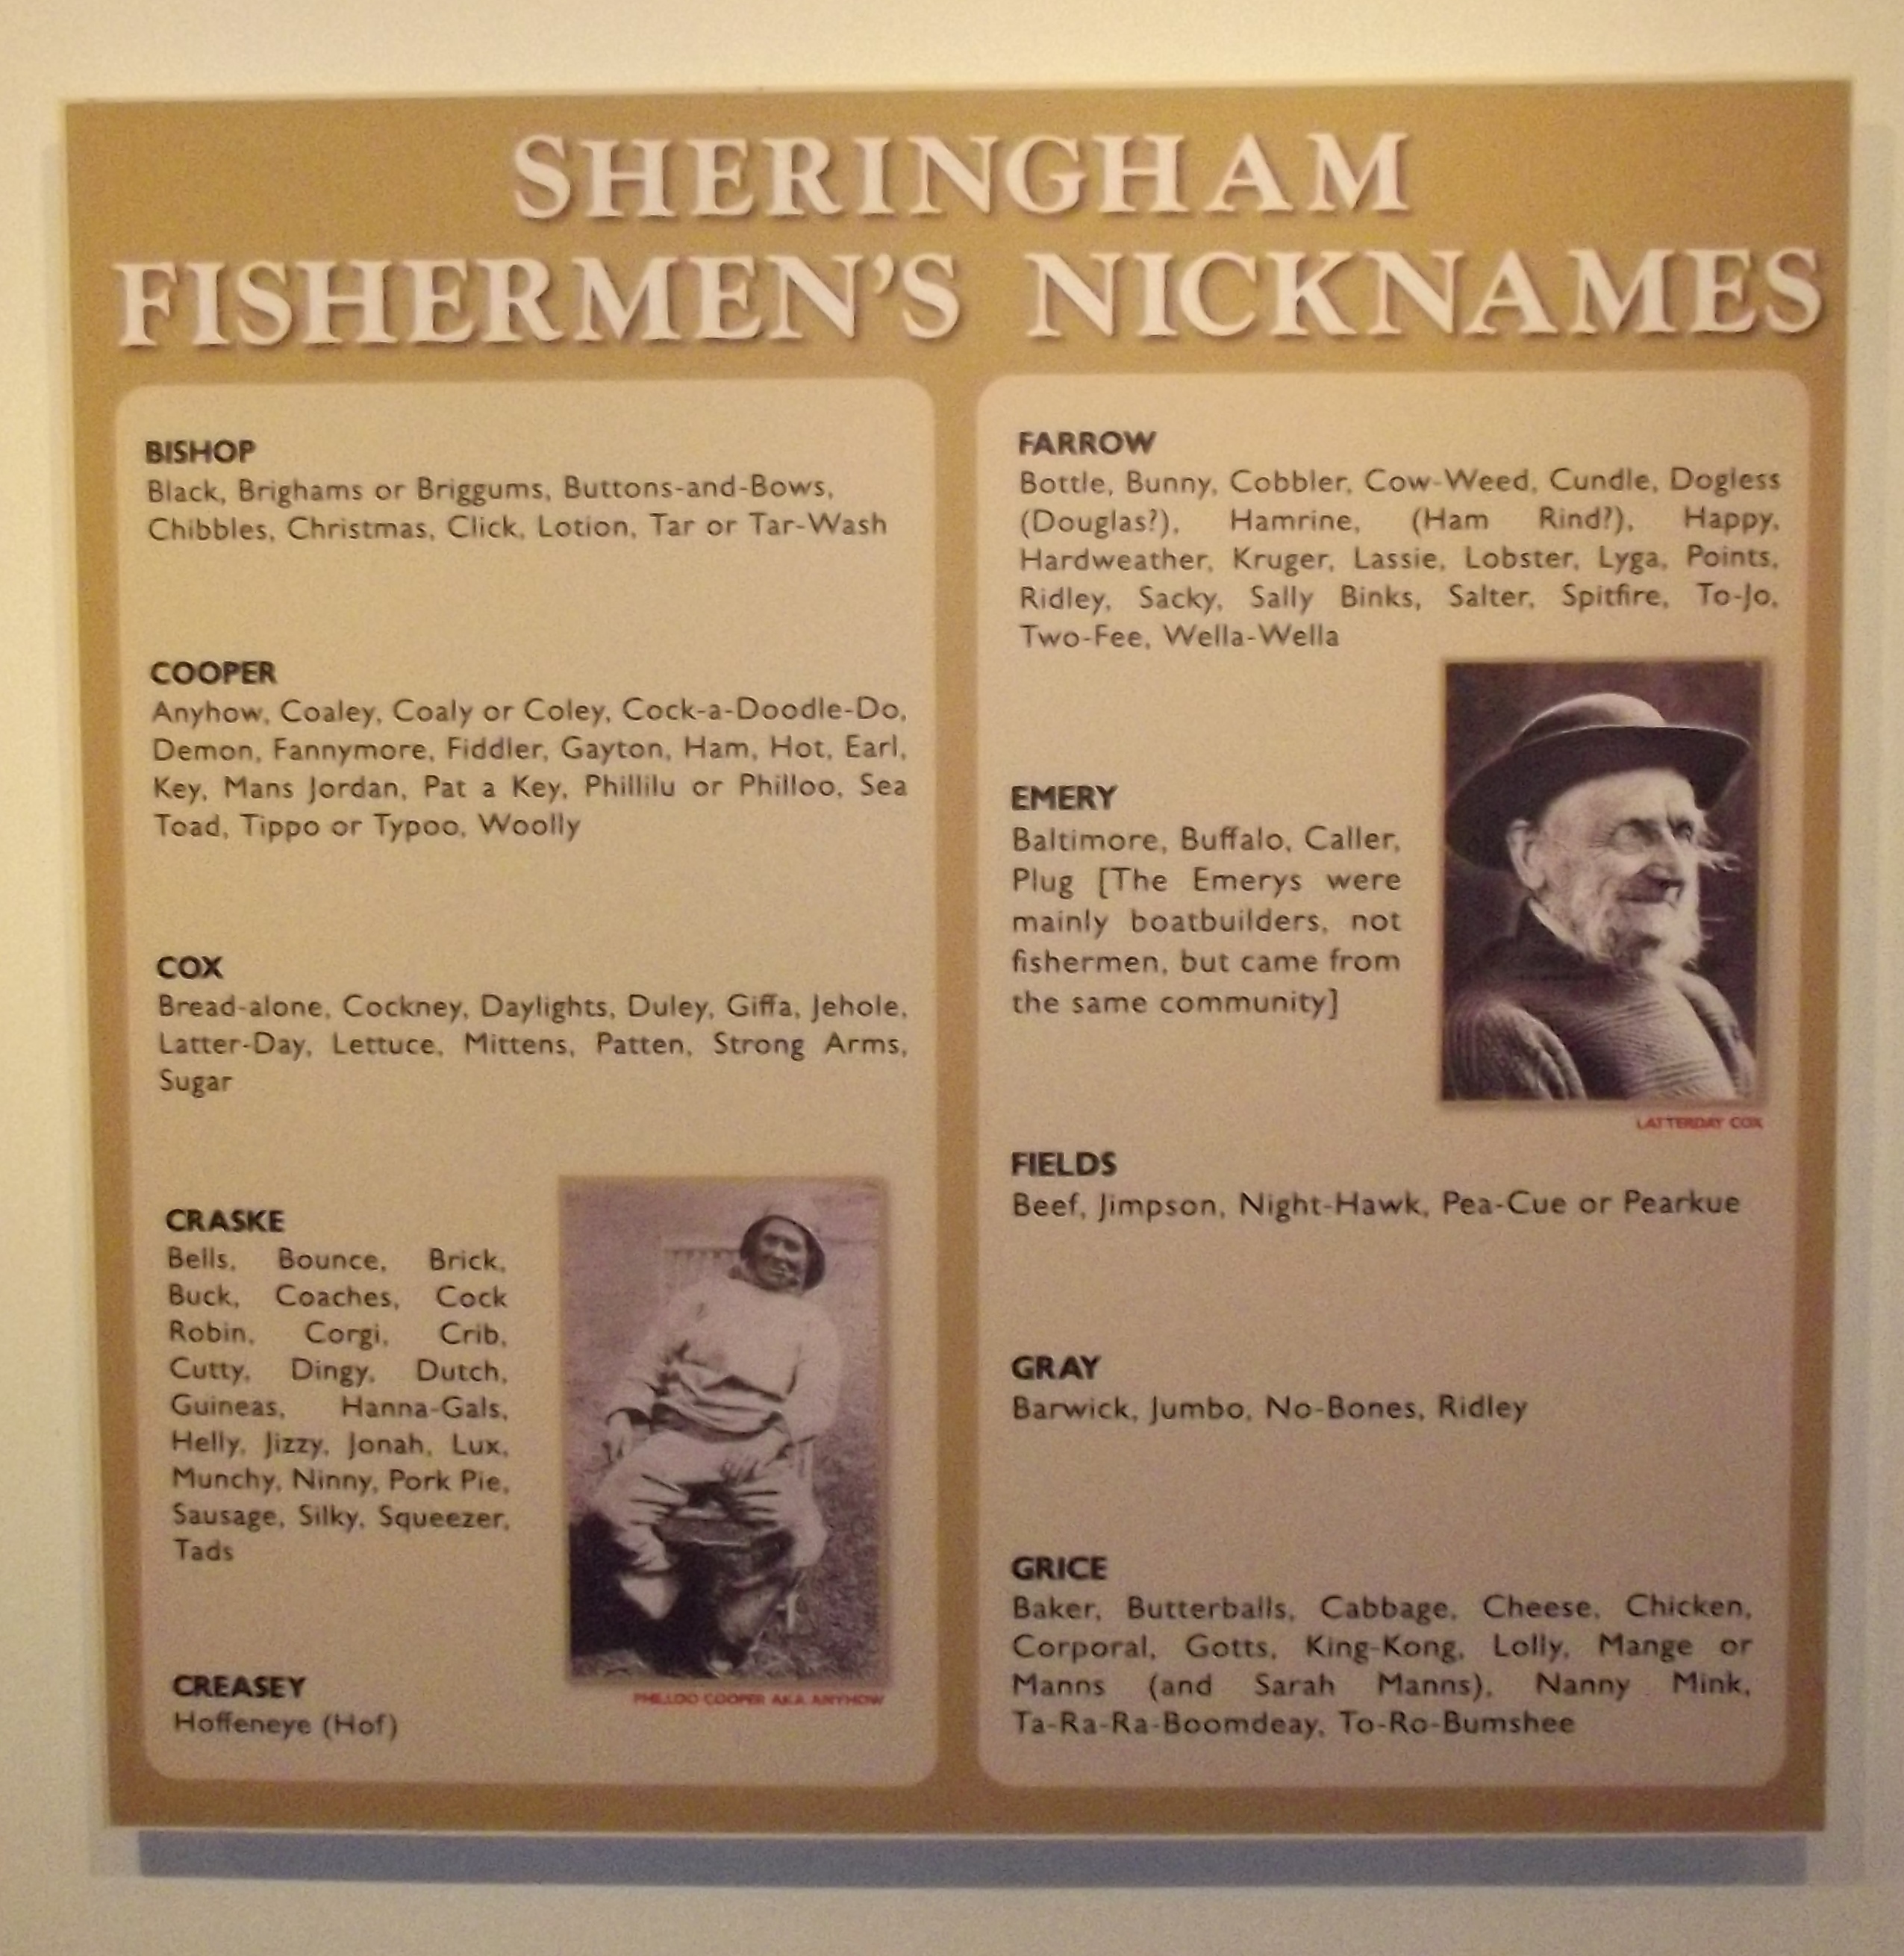 SHERINGHAM
FISHERMEN'S NICKNAMES
BISHOP
Black, Brighams or Briggums, Buttons-and-Bows,
Chibbles, Christmas, Click, Lotion, Tar or Tar-Wash
COOPER
Anyhow, Coaley, Coaly or Coley, Cock-a-Doodle-Do,
Demon, Fannymore, Fiddler, Gayton, Ham, Hot, Earl,
Key, Mans Jordan, Pat a Key, Phillilu or Philloo, Sea
Toad, Tippo or Typoo, Woolly
COX
Bread-alone, Cockney, Daylights, Duley, Giffa, Jehole,
Latter-Day, Lettuce, Mittens, Patten, Strong Arms,
Sugar
CRASKE
Bells, Bounce, Brick,
Buck, Coaches, Cock
Robin, Corgi, Crib,
Cutty, Dingy, Dutch,
Guineas, Hanna-Gals,
Helly, Jizzy, Jonah, Lux,
Munchy, Ninny, Pork Pie,
Sausage, Silky, Squeezer,
Tads
PHILLOO COOPER AKA ANYHOW
CREASEY
Hoffeneye (Hof)
FARROW
Bottle, Bunny, Cobbler, Cow-Weed, Cundle, Dogless
(Douglas?), Hamrine, (Ham Rind?), Happy,
Hardweather, Kruger, Lassie, Lobster, Lyga, Points,
Ridley, Sacky, Sally Binks, Salter, Spitfire, To-Jo,
Two-Fee, Wella-Wella
EMERY
Baltimore, Buffalo, Caller,
Plug [The Emerys were
mainly boatbuilders, not
fishermen, but came from
the same community]
LATTERDAY COX
FIELDS
Beef, Jimpson, Night-Hawk, Pea-Cue or Pearkue
GRAY
Barwick, Jumbo, No-Bones, Ridley
GRICE
Baker, Butterballs, Cabbage, Cheese, Chicken,
Corporal, Gotts, King-Kong, Lolly, Mange or
Manns (and Sarah Manns), Nanny Mink,
Ta-Ra-Ra-Boomdeay, To-Ro-Bumshee